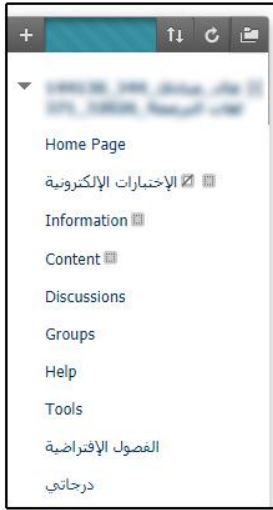 Home Page
الإختبارات الإلكترونية
Information
Content
Discussions
Groups
Help
Tools
الفصول الإفتراضية
درجاتي